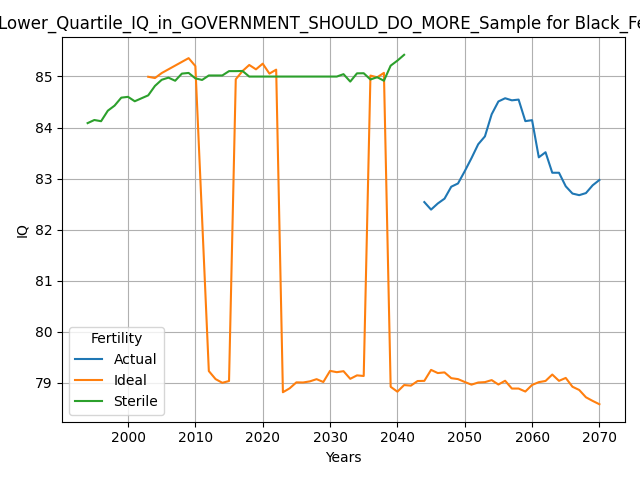 Lower_Quartile_IQ_in_GOVERNMENT_SHOULD_DO_MORE_Sample for Black_Fe
85
84
83
82
81
80
79
IQ
Fertility
Actual
Ideal
Sterile
2000 2010 2020 2030 2040 2050 2060 2070
Years